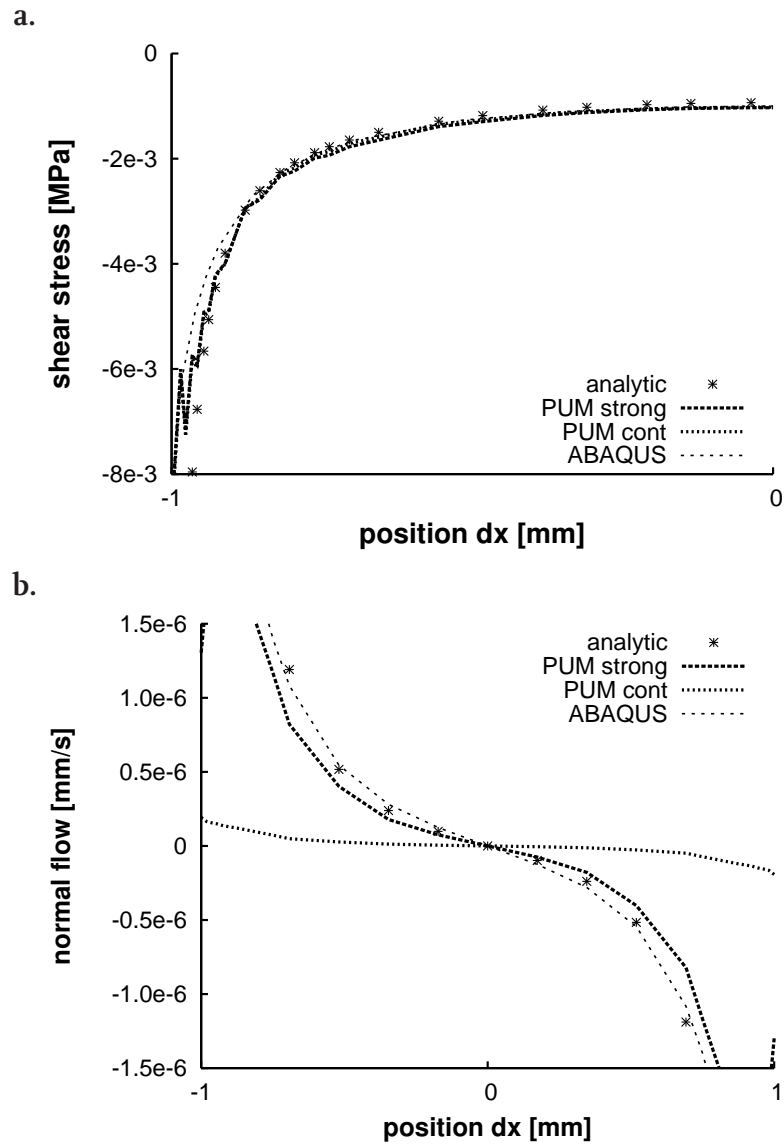 a.
0
-2e-3
-4e-3
-6e-3
-8e-3
shear stress [MPa]
analytic
PUM strong
PUM cont
ABAQUS
-1
0
position dx [mm]
b.
1.5e-6
1.0e-6
0.5e-6
0
-0.5e-6
-1.0e-6
-1.5e-6
normal flow [mm/s]
analytic
PUM strong
PUM cont
ABAQUS
-1
0
1
position dx [mm]